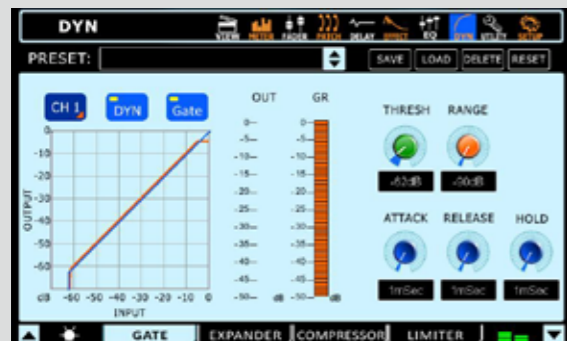 DYN
VIEW METER FADER PATCH DELAY EFFECT EQ DYN UTILITY SETUP
PRESET: SAVE LOAD DELETE RESET
CH 1 DYN Gate
OUT GR
THRESH RANGE
-62dB -90dB
ATTACK RELEASE HOLD
1mSec 1mSec 1mSec
OUTPUT
0
-10
-20
-30
-40
-50
-60
dB -60 -50 -40 -30 -20 -10 0
INPUT
0 0
-5 -5
-10 -10
-15 -15
-20 -20
-25 -25
-30 -30
-35 -35
-40 -40
-45 -45
-50 dB -50 dB
GATE EXPANDER COMPRESSOR LIMITER